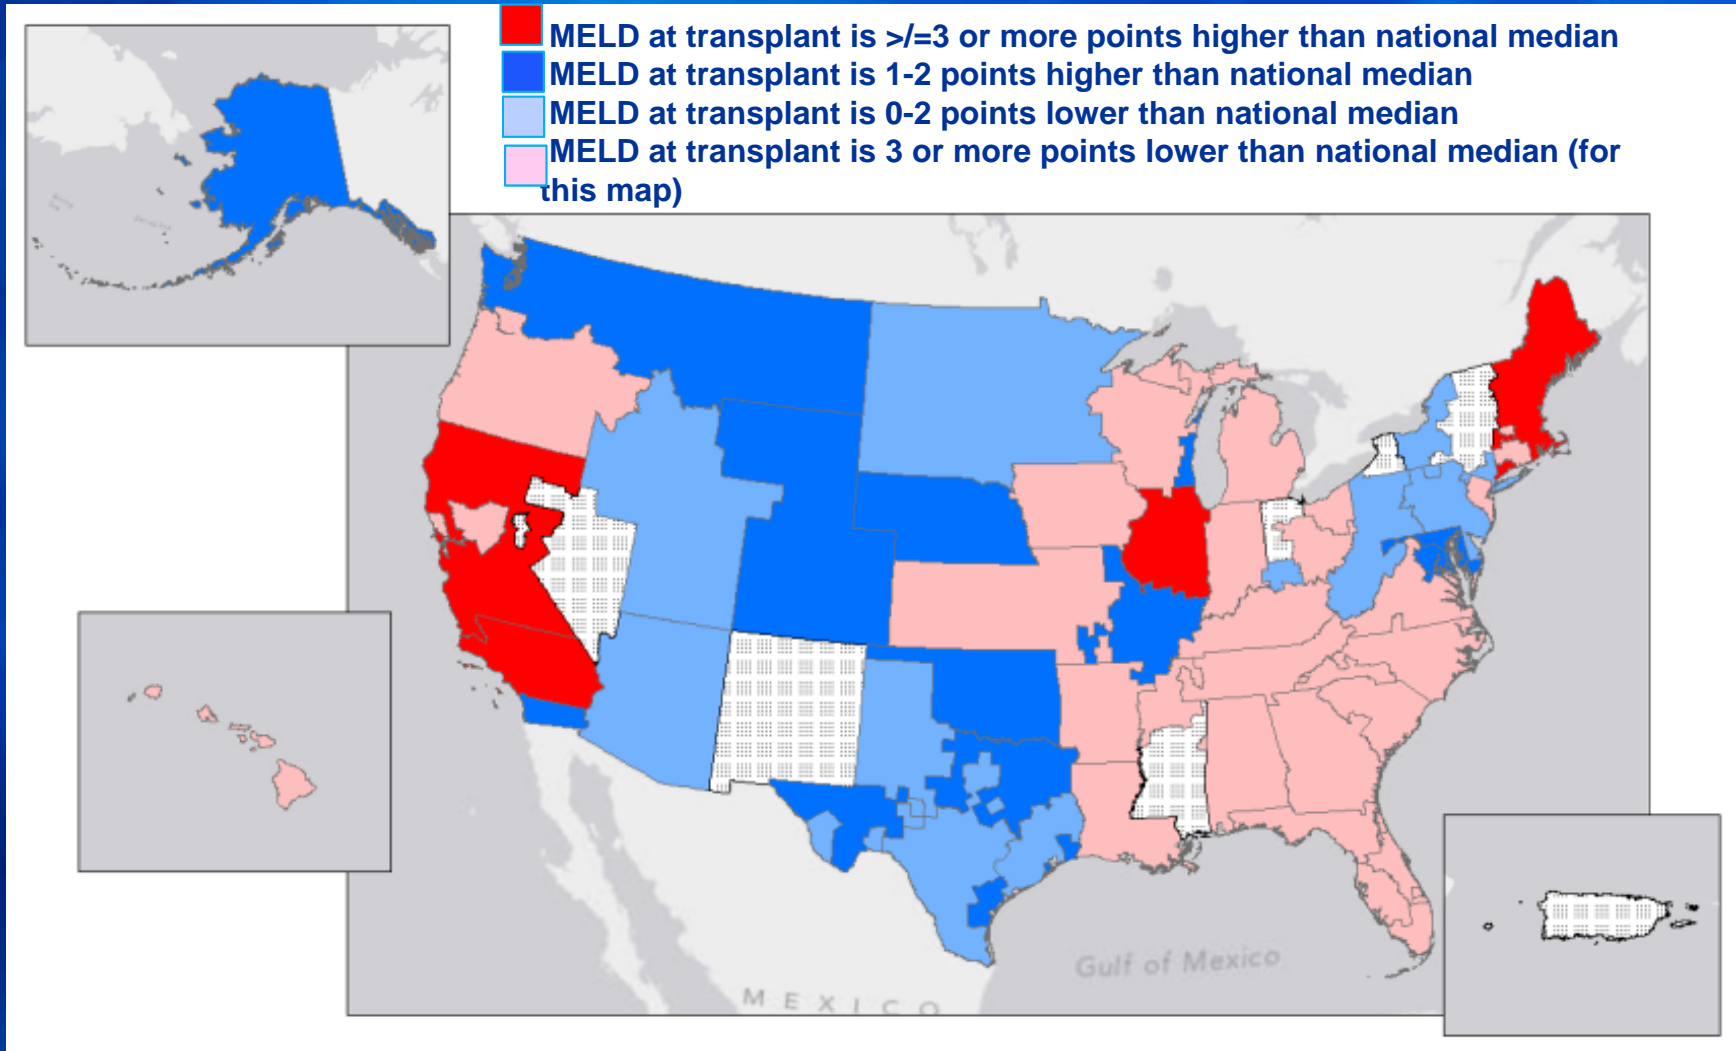 MELD at transplant is >/=3 or more points higher than national median
MELD at transplant is 1-2 points higher than national median
MELD at transplant is 0-2 points lower than national median
MELD at transplant is 3 or more points lower than national median (for
this map)
Gulf of Mexico
MEXICO